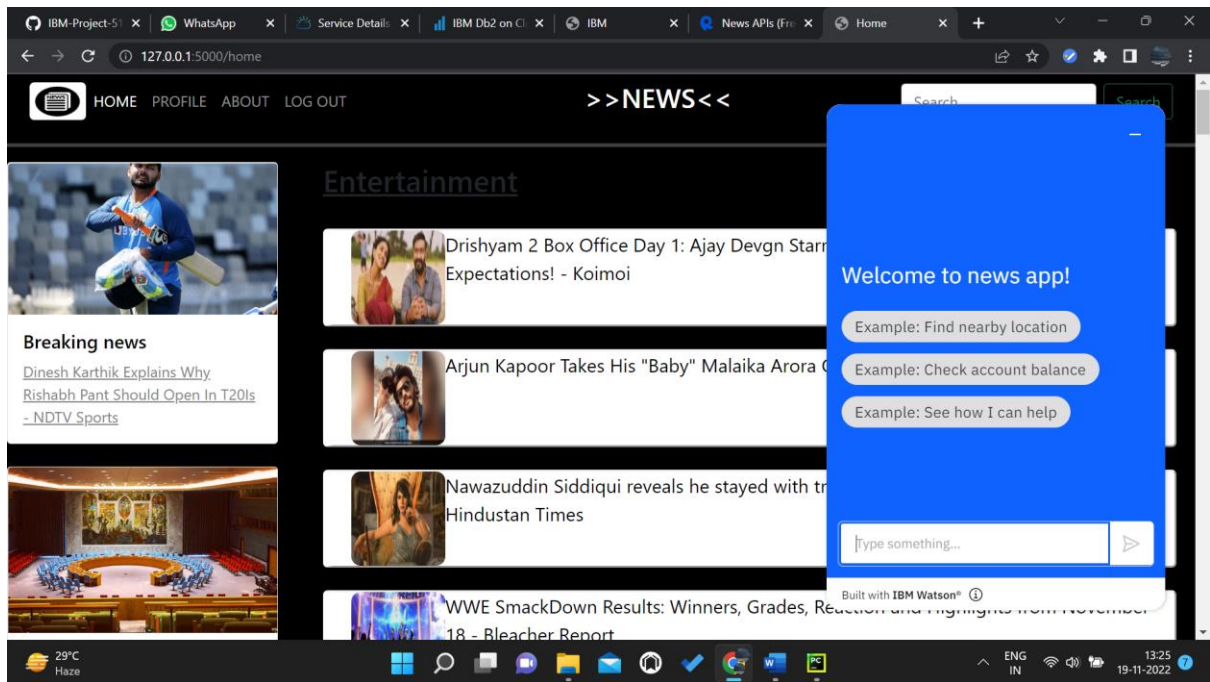 IBM-Project-51
WhatsApp
Service Details
IBM Db2 on Cl
IBM
News APIs (Fre
Home
127.0.0.1:5000/home
NEWS
HOME PROFILE ABOUT LOG OUT
>>NEWS<<
Search
Search
Breaking news
Dinesh Karthik Explains Why
Rishabh Pant Should Open In T20Is
- NDTV Sports
Entertainment
Drishyam 2 Box Office Day 1: Ajay Devgn Starr
Expectations! - Koimoi
Arjun Kapoor Takes His "Baby" Malaika Arora
Nawazuddin Siddiqui reveals he stayed with tr
Hindustan Times
WWE SmackDown Results: Winners, Grades, Reaction and Highlights from November
18 - Bleacher Report
Welcome to news app!
Example: Find nearby location
Example: Check account balance
Example: See how I can help
Type something...
Built with IBM Watson®
29°C
Haze
PC
ENG
IN
13:25
19-11-2022
7